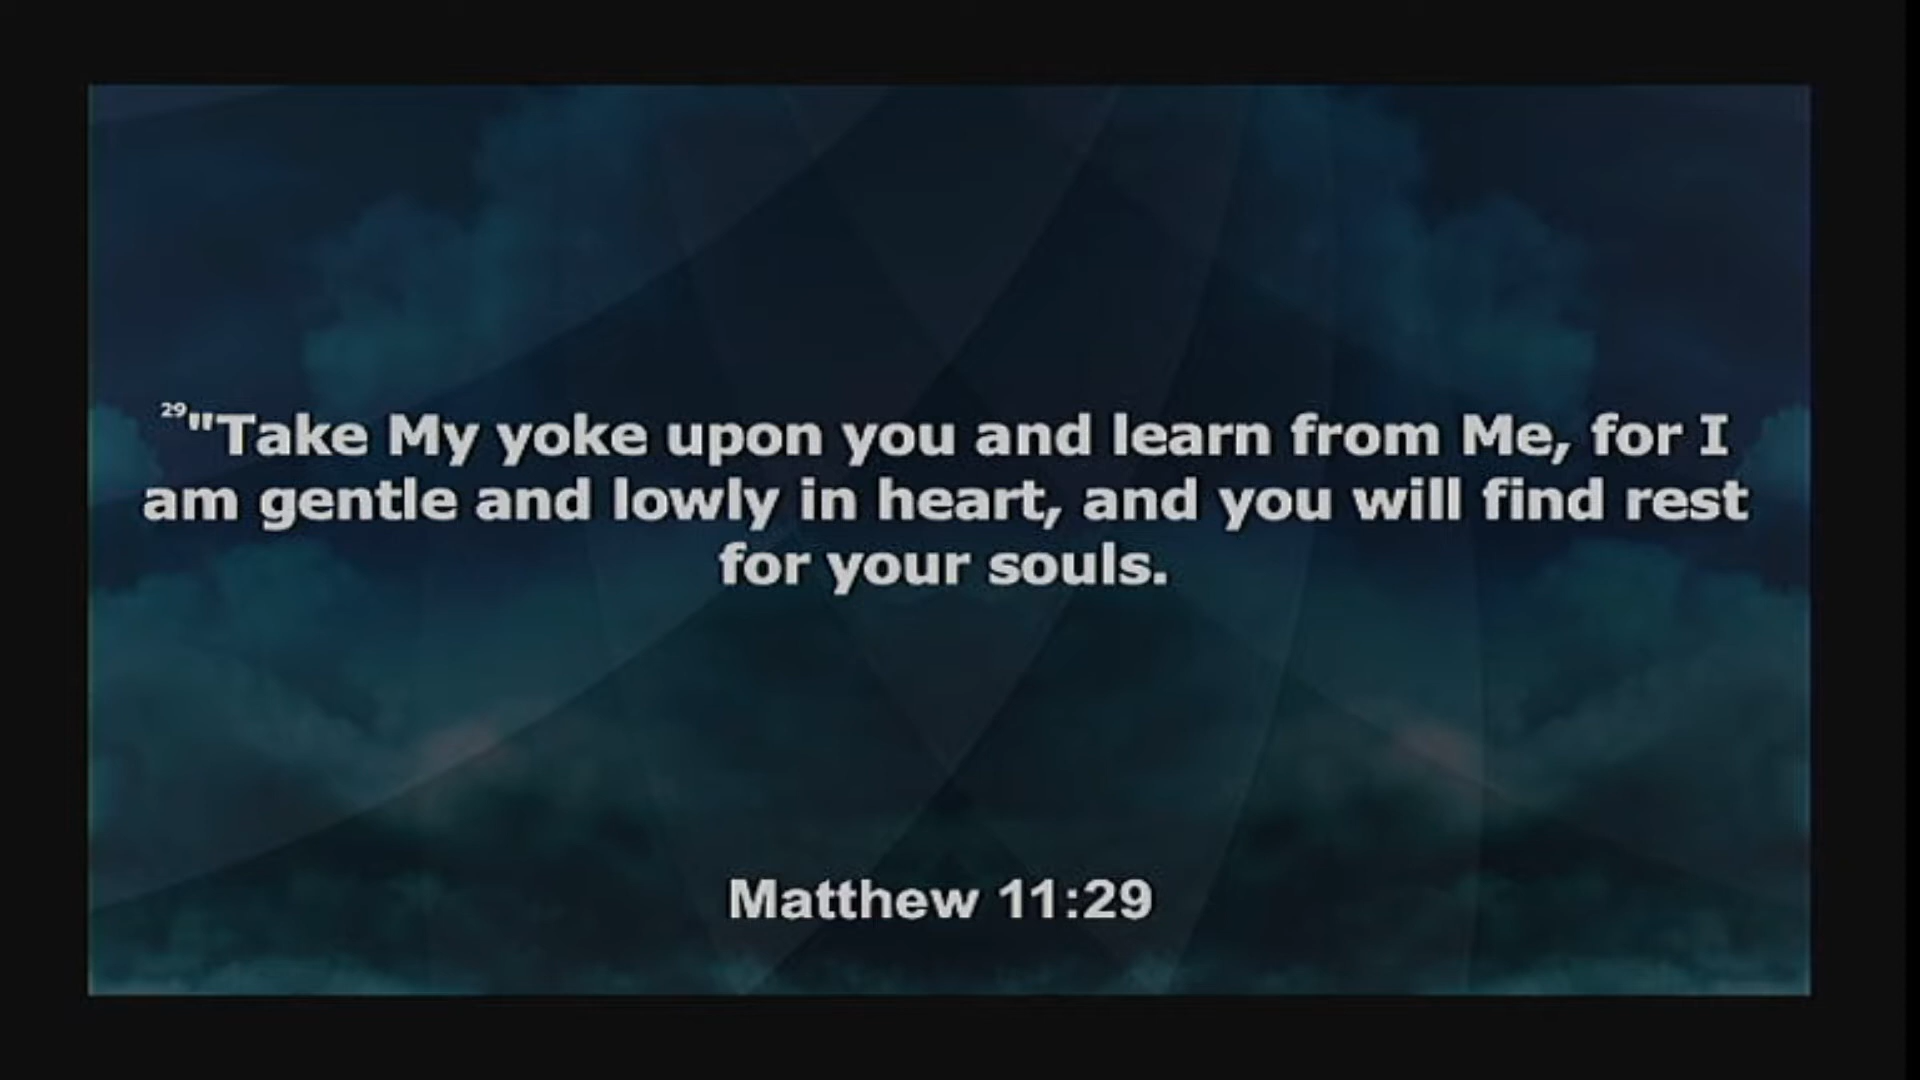 29"Take My yoke upon you and learn from Me, for I
am gentle and lowly in heart, and you will find rest
for your souls.
Matthew 11:29